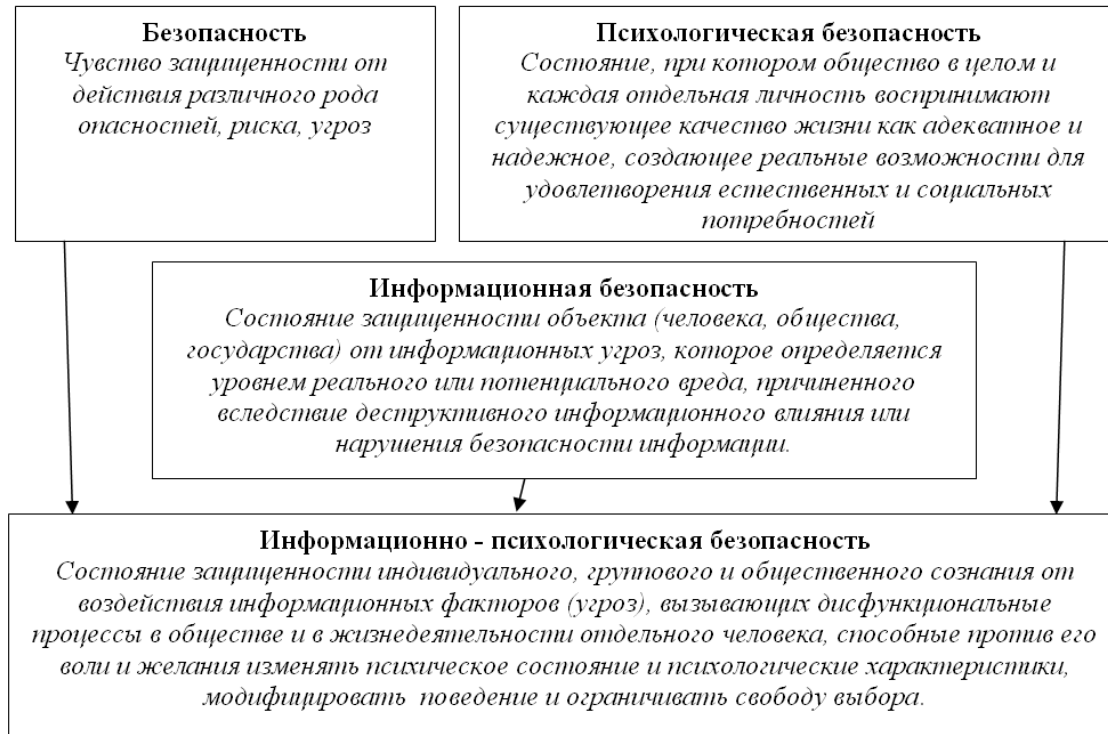 Безопасность
Чувство защищенности от
действия различного рода
опасностей, риска, угроз
Психологическая безопасность
Состояние, при котором общество в целом и
каждая отдельная личность воспринимают
существующее качество жизни как адекватное и
надежное, создающее реальные возможности для
удовлетворения естественных и социальных
потребностей
Информационная безопасность
Состояние защищенности объекта (человека, общества,
государства) от информационных угроз, которое определяется
уровнем реального или потенциального вреда, причиненного
вследствие деструктивного информационного влияния или
нарушения безопасности информации.
Информационно - психологическая безопасность
Состояние защищенности индивидуального, группового и общественного сознания от
воздействия информационных факторов (угроз), вызывающих дисфункциональные
процессы в обществе и в жизнедеятельности отдельного человека, способные против его
воли и желания изменять психическое состояние и психологические характеристики,
модифицировать поведение и ограничивать свободу выбора.